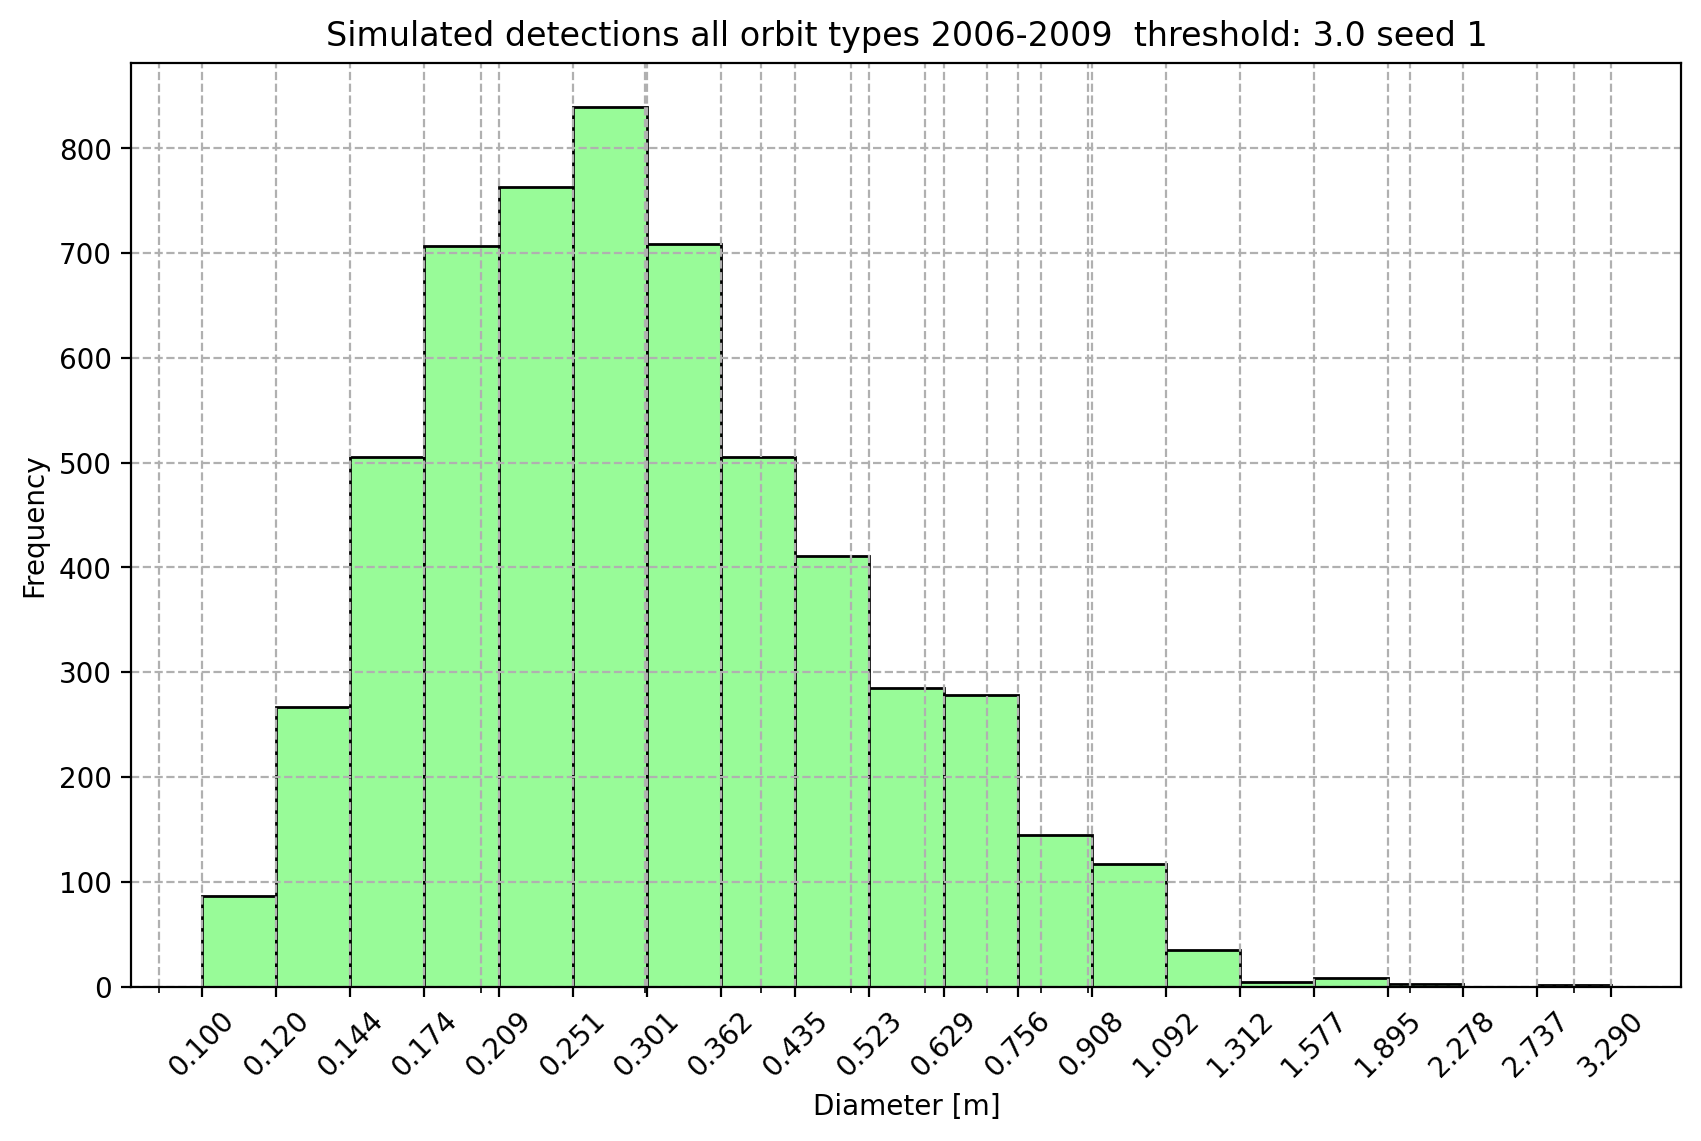 Simulated detections all orbit types 2006-2009  threshold: 3.0 seed 1
Frequency
800
700
600
500
400
300
200
100
0
0.100 0.120 0.144 0.174 0.209 0.251 0.301 0.362 0.435 0.523 0.629 0.756 0.908 1.092 1.312 1.577 1.895 2.278 2.737 3.290
Diameter [m]